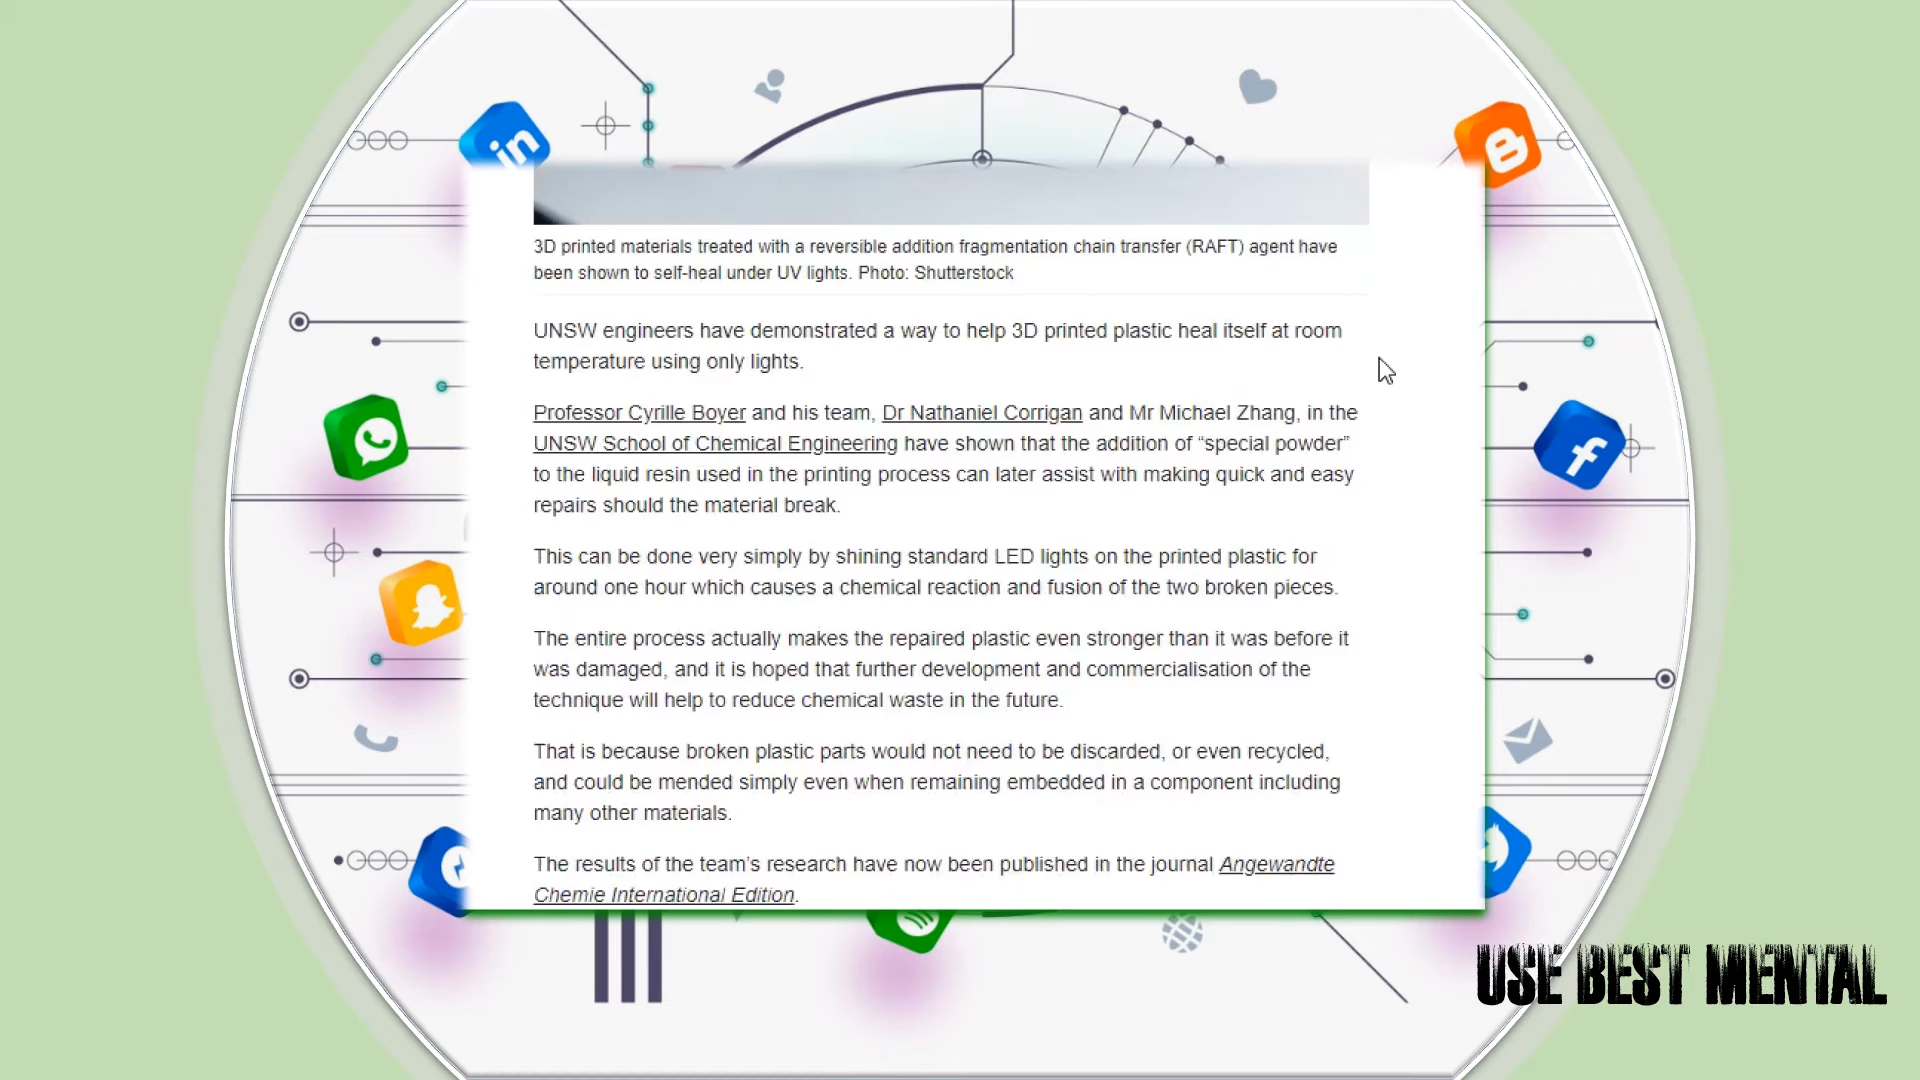 in
3D printed materials treated with a reversible addition fragmentation chain transfer (RAFT) agent have
been shown to self-heal under UV lights. Photo: Shutterstock
UNSW engineers have demonstrated a way to help 3D printed plastic heal itself at room
temperature using only lights.
Professor Cyrille Boyer and his team, Dr Nathaniel Corrigan and Mr Michael Zhang, in the
UNSW School of Chemical Engineering have shown that the addition of “special powder”
to the liquid resin used in the printing process can later assist with making quick and easy
repairs should the material break.
This can be done very simply by shining standard LED lights on the printed plastic for
around one hour which causes a chemical reaction and fusion of the two broken pieces.
The entire process actually makes the repaired plastic even stronger than it was before it
was damaged, and it is hoped that further development and commercialisation of the
technique will help to reduce chemical waste in the future.
That is because broken plastic parts would not need to be discarded, or even recycled,
and could be mended simply even when remaining embedded in a component including
many other materials.
The results of the team’s research have now been published in the journal Angewandte
Chemie International Edition.
USE BEST MENTAL